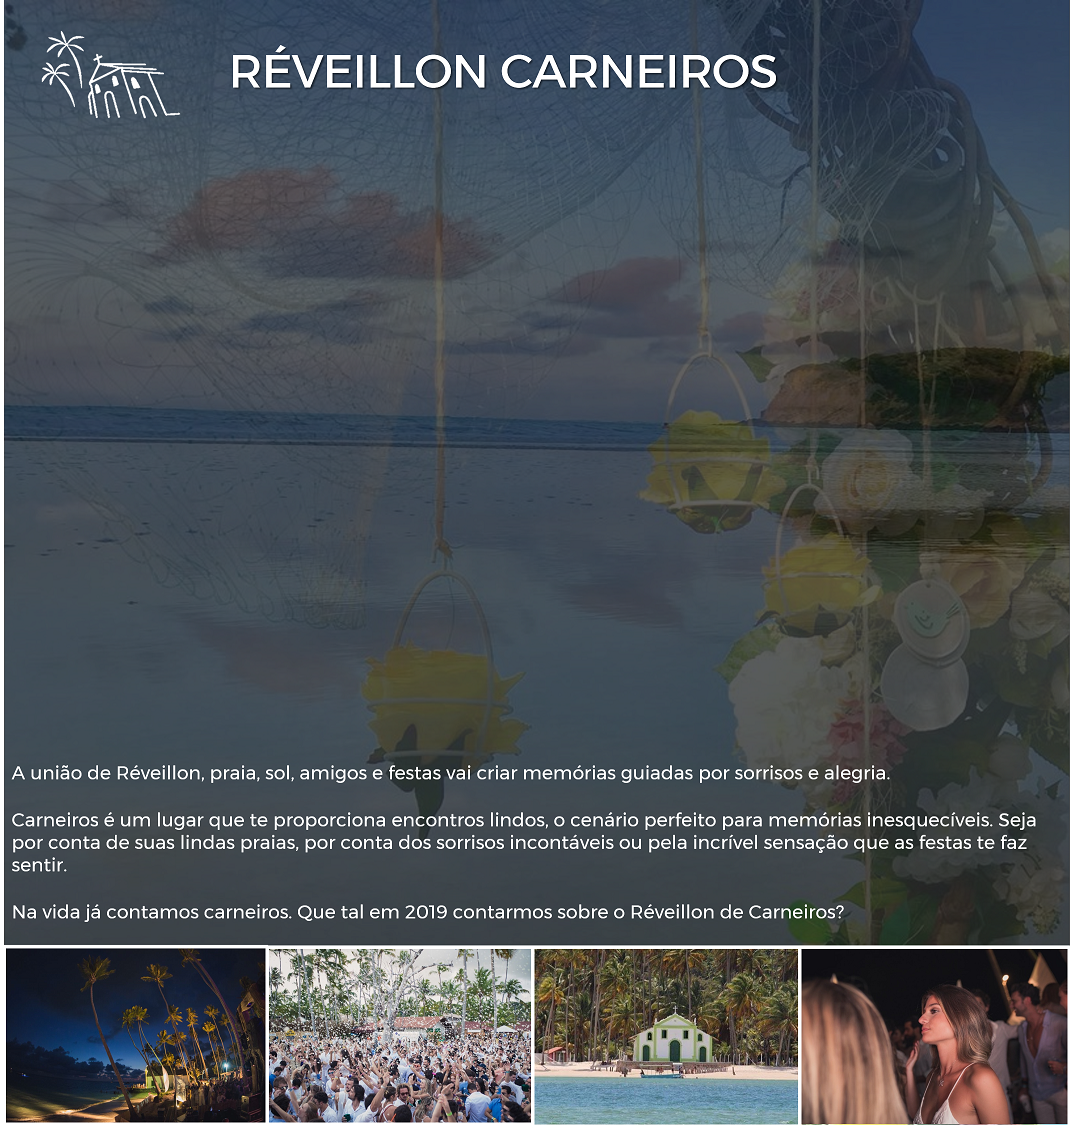 RÉVEILLON CARNEIROS
A união de Réveillon, praia, sol, amigos e festas vai criar memórias guiadas por sorrisos e alegria.
Carneiros é um lugar que te proporciona encontros lindos, o cenário perfeito para memórias inesquecíveis. Seja
por conta de suas lindas praias, por conta dos sorrisos incontáveis ou pela incrível sensação que as festas te faz
sentir.
Na vida já contamos carneiros. Que tal em 2019 contarmos sobre o Réveillon de Carneiros?